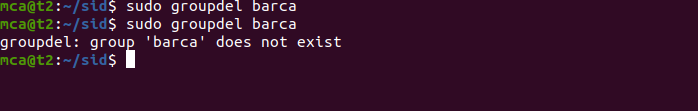 mca@t2:~/sid$ sudo groupdel barca
mca@t2:~/sid$ sudo groupdel barca
groupdel: group 'barca' does not exist
mca@t2:~/sid$